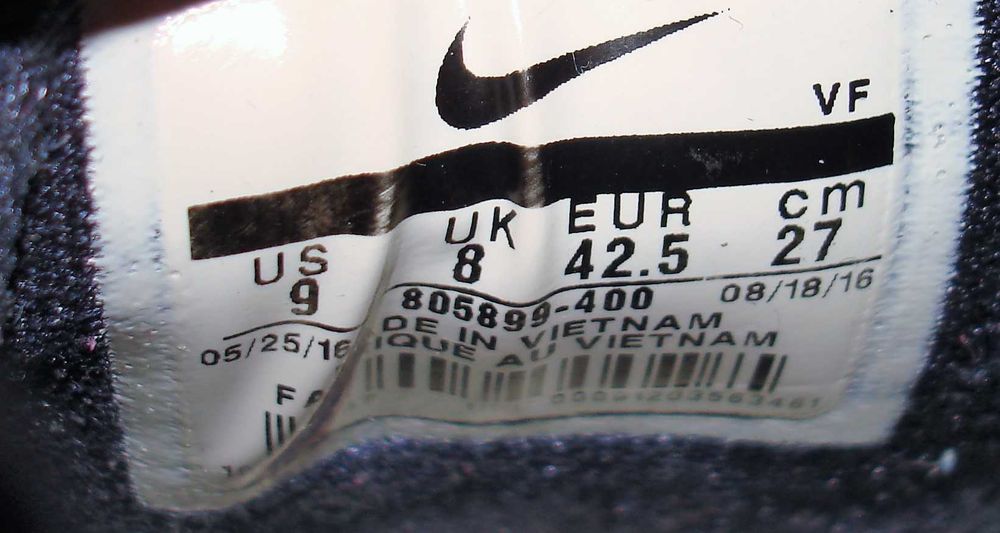 VF
US UK EUR cm
9 8 42.5 27
05/25/16 805899-400 08/18/16
DE IN VIETNAM
IQUE AU VIETNAM
FA